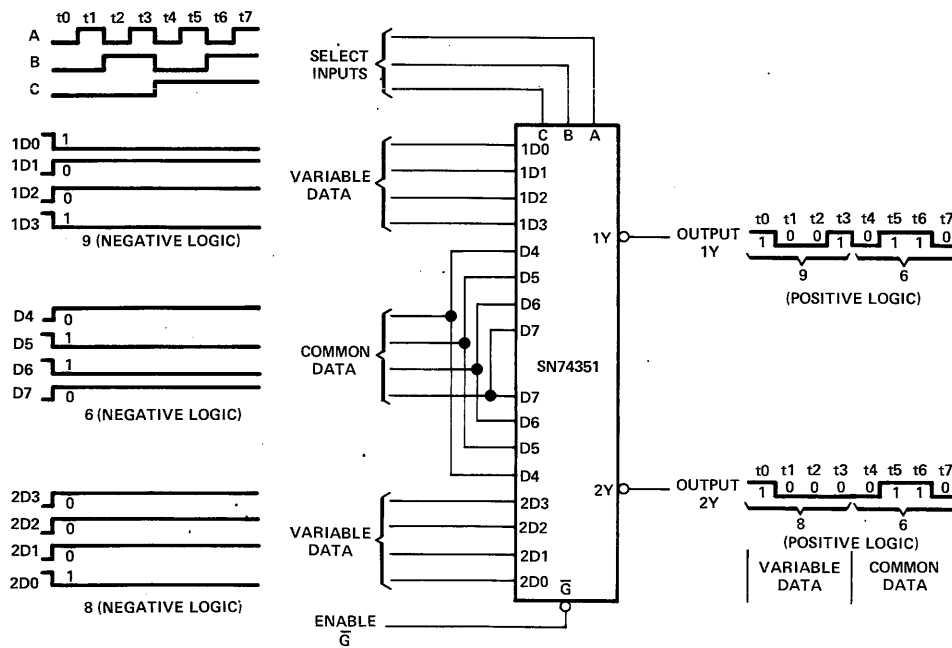 t0 t1 t2 t3 t4 t5 t6 t7
A
B
C
1D0 1
1D1 0
1D2 0
1D3 1
9 (NEGATIVE LOGIC)
D4 0
D5 1
D6 1
D7 0
6 (NEGATIVE LOGIC)
2D3 0
2D2 0
2D1 0
2D0 1
8 (NEGATIVE LOGIC)
SELECT
INPUTS
VARIABLE
DATA
COMMON
DATA
VARIABLE
DATA
ENABLE
G̅
C B A
1D0
1D1
1D2
1D3
D4
D5
D6
D7
SN74351
D7
D6
D5
D4
2D3
2D2
2D1
2D0
G̅
1Y
2Y
OUTPUT
1Y
t0 t1 t2 t3 t4 t5 t6 t7
1 0 0 1 0 1 1 0
9 6
(POSITIVE LOGIC)
OUTPUT
2Y
t0 t1 t2 t3 t4 t5 t6 t7
1 0 0 0 0 1 1 0
8 6
(POSITIVE LOGIC)
VARIABLE COMMON
DATA DATA